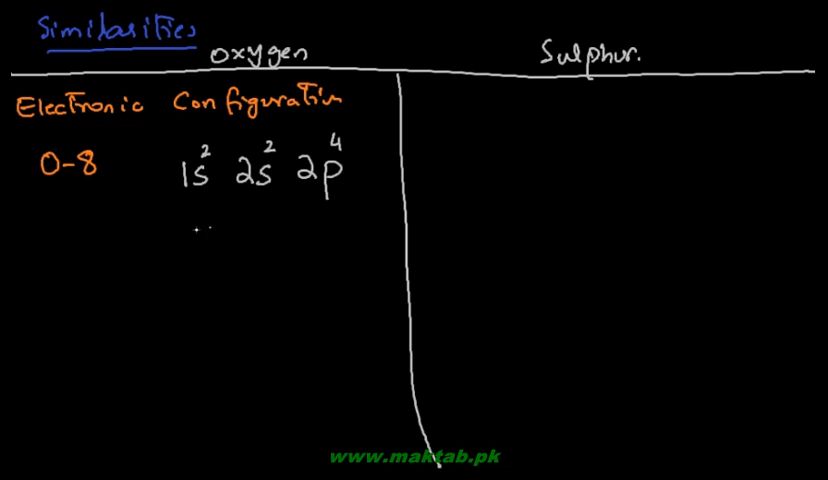 Similarities
Oxygen
Sulphur.
Electronic Configuration
O-8 1s² 2s² 2p⁴
www.maktab.pk